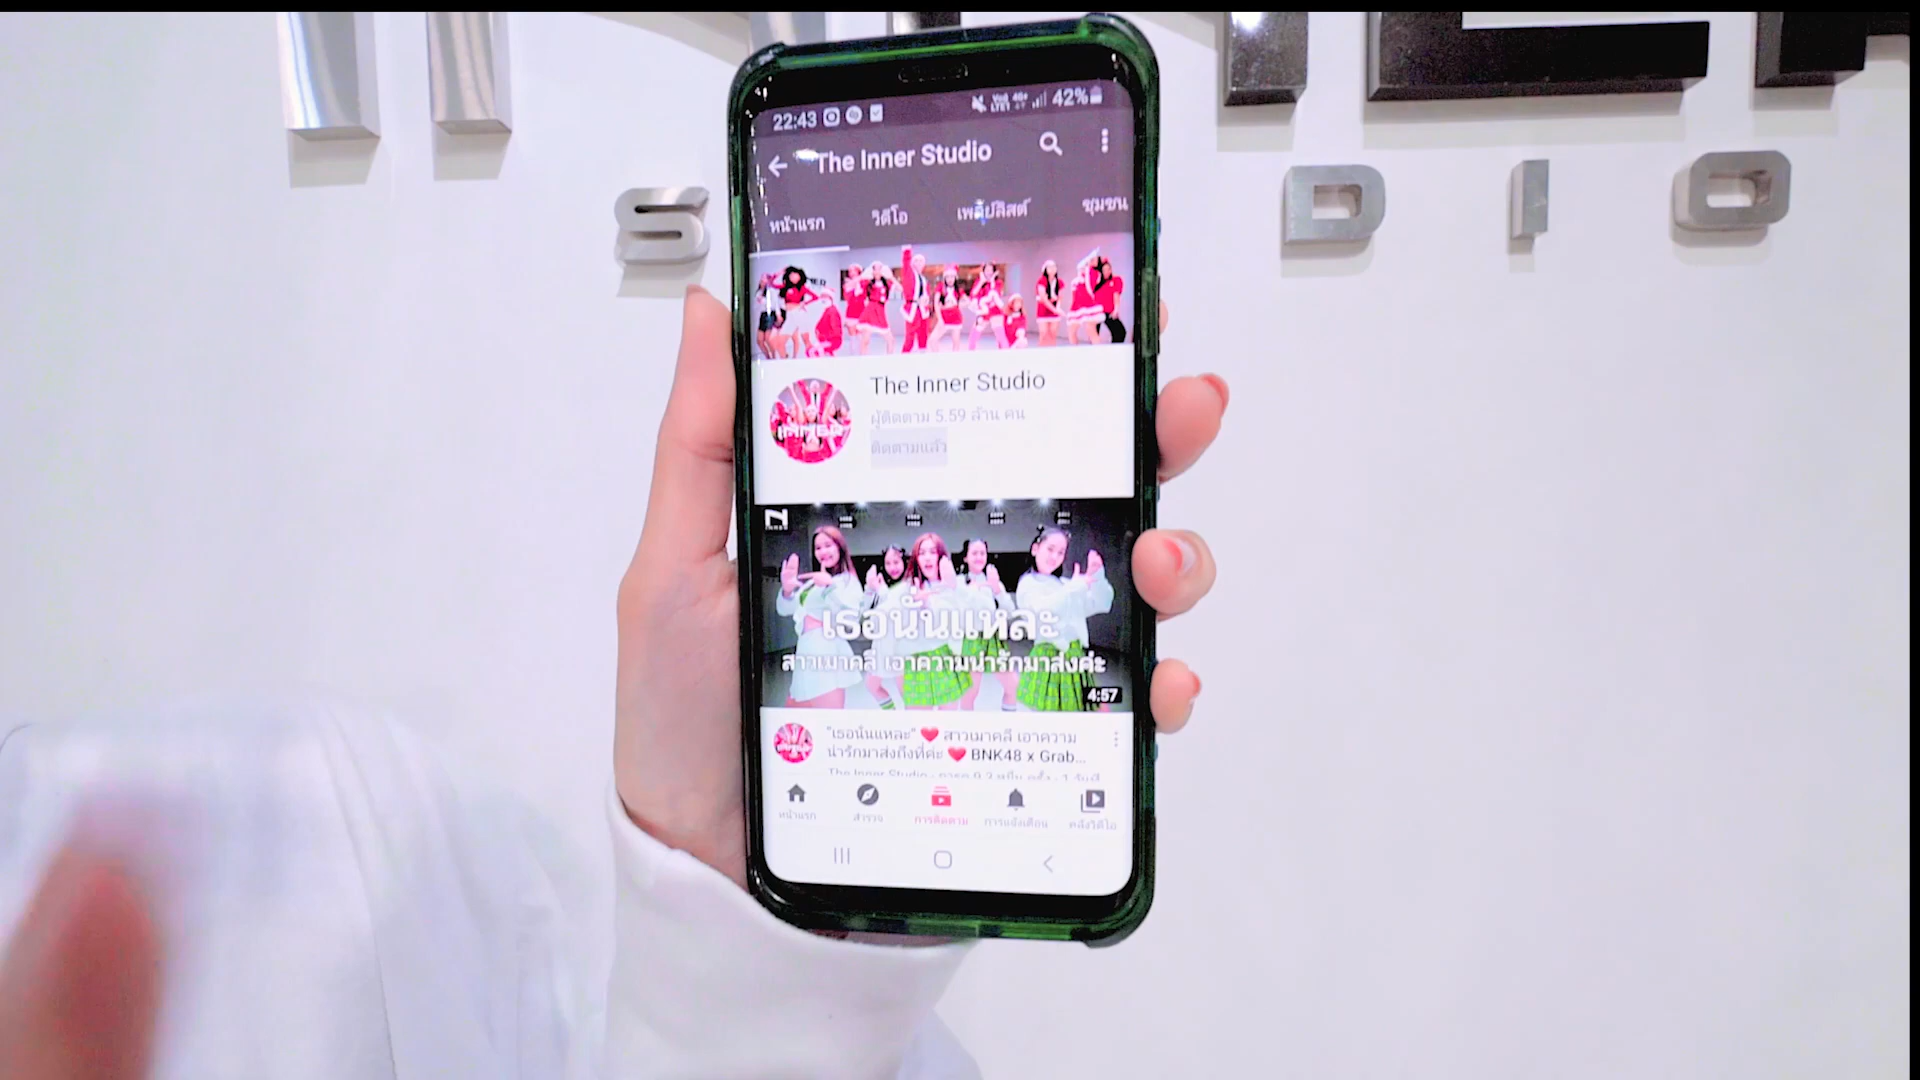 22:43 42%
The Inner Studio
หน้าแรก วิดีโอ เพลย์ลิสต์ ชุมชน
The Inner Studio
ผู้ติดตาม 5.59 ล้าน คน
ติดตามแล้ว
เธอนั่นแหละ
สาวเมาคลี เอาความน่ารักมาส่งค่ะ
4:57
"เธอนั่นแหละ" ❤ สาวเมาคลี เอาความ
น่ารักมาส่งถึงที่ค่ะ ❤ BNK48 x Grab...
หน้าแรก สำรวจ การติดตาม การแจ้งเตือน คลังวิดีโอ
S D I O